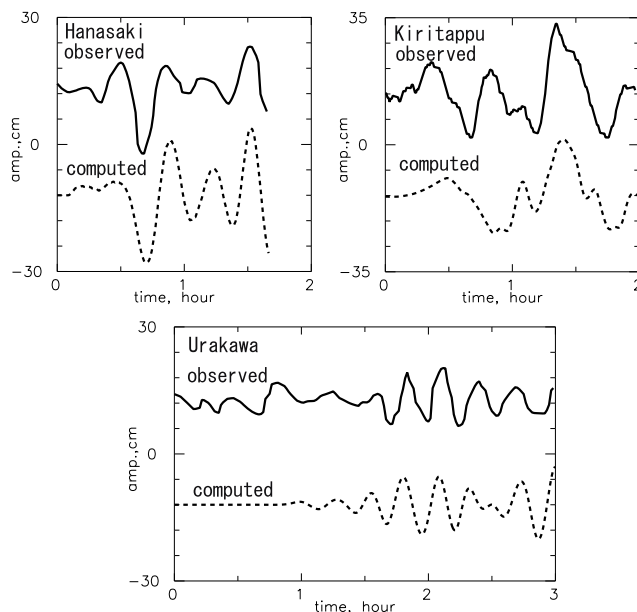 30
Hanasaki
observed
0
computed
-30
0
1
2
amp.,cm
time, hour
35
Kiritappu
observed
0
computed
-35
0
1
2
time, hour
30
Urakawa
observed
0
computed
-30
0
1
2
3
amp.,cm
time, hour